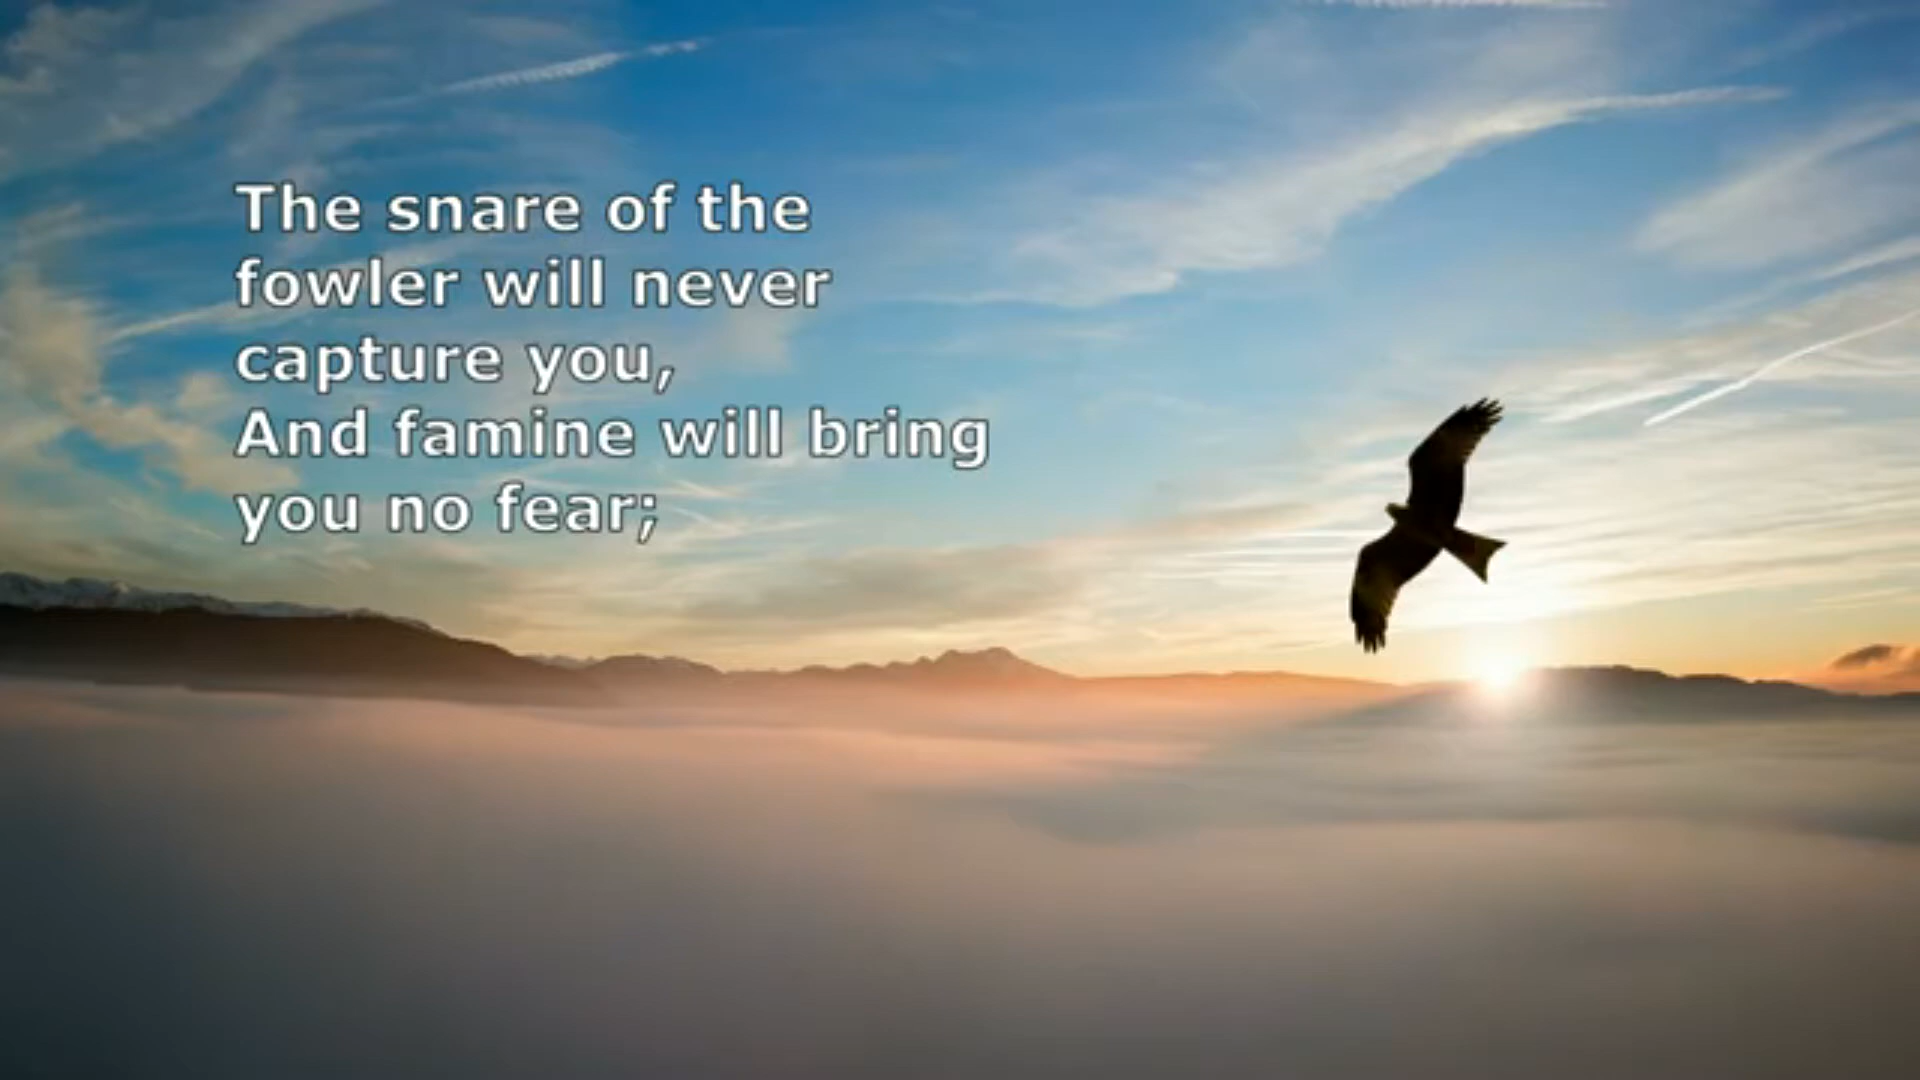 The snare of the
fowler will never
capture you,
And famine will bring
you no fear;